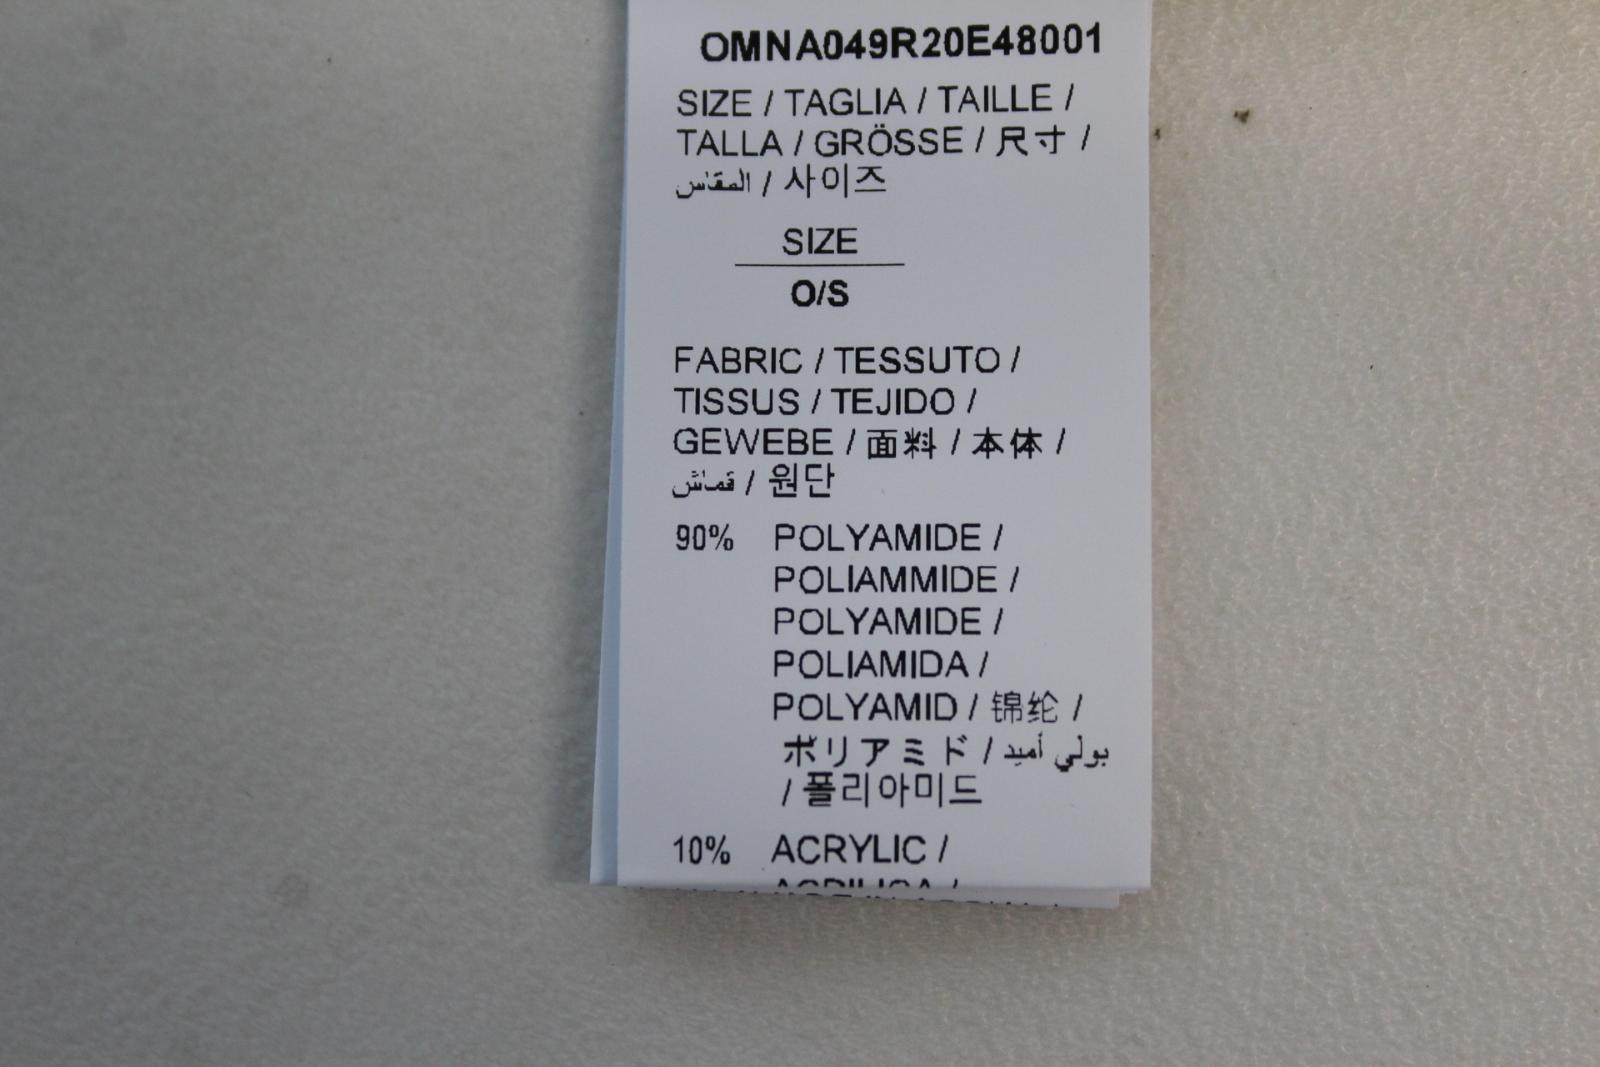 OMNA049R20E48001
SIZE / TAGLIA / TAILLE /
TALLA / GRÖSSE / 尺寸 /
المقاس / 사이즈
SIZE
O/S
FABRIC / TESSUTO /
TISSUS / TEJIDO /
GEWEBE / 面料 / 本体 /
قماش / 원단
90% POLYAMIDE /
POLIAMMIDE /
POLYAMIDE /
POLIAMIDA /
POLYAMID / 锦纶 /
ポリアミド / بولي أميد
/ 폴리아미드
10% ACRYLIC /